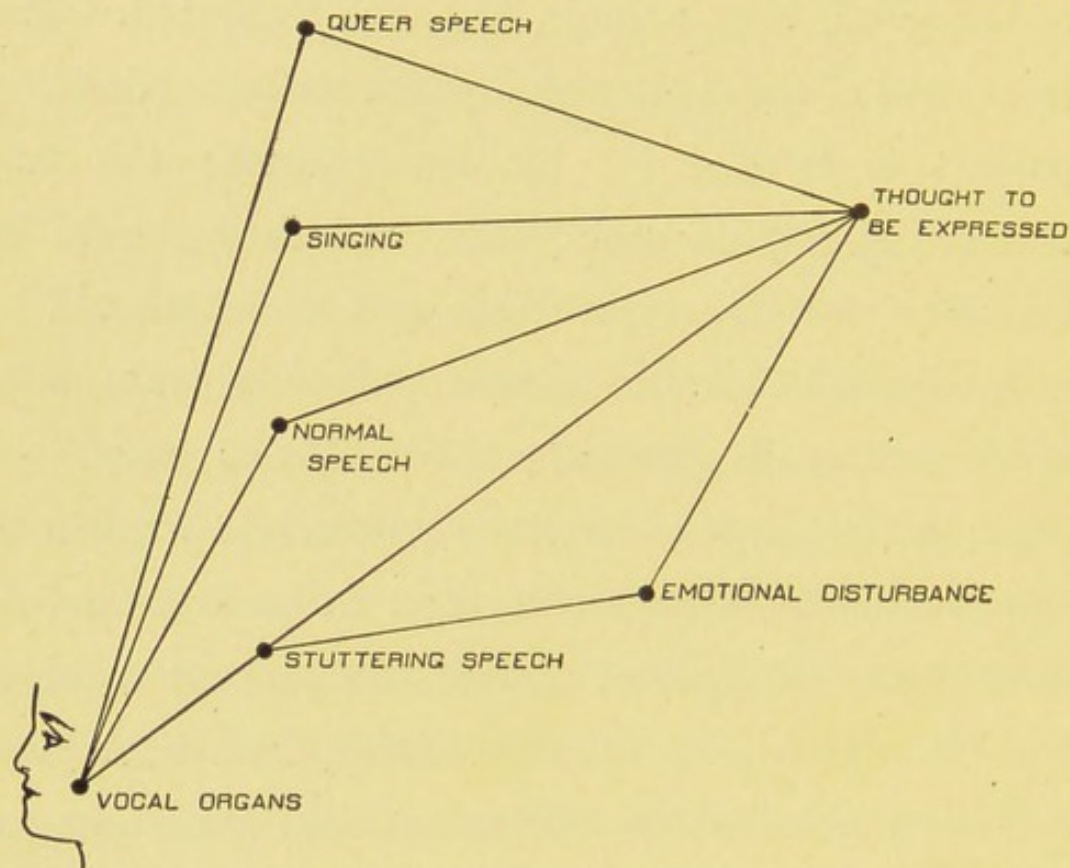 QUEER SPEECH
THOUGHT TO
BE EXPRESSED
SINGING
NORMAL
SPEECH
EMOTIONAL DISTURBANCE
STUTTERING SPEECH
VOCAL ORGANS